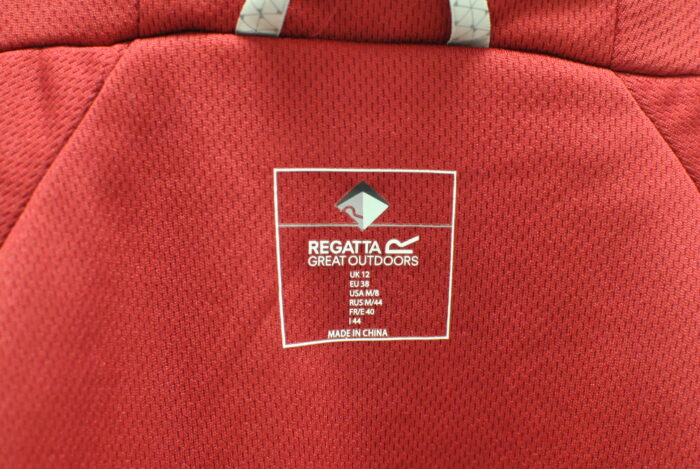 REGATTA
GREAT OUTDOORS
UK 12
EU 38
USA M/8
RUS M/44
FR/E 40
I 44
MADE IN CHINA